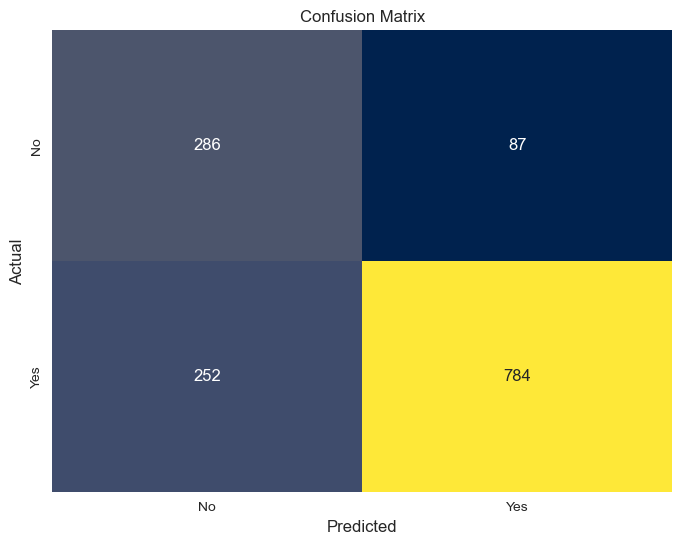 Confusion Matrix
No
286
87
Actual
Yes
252
784
No
Yes
Predicted